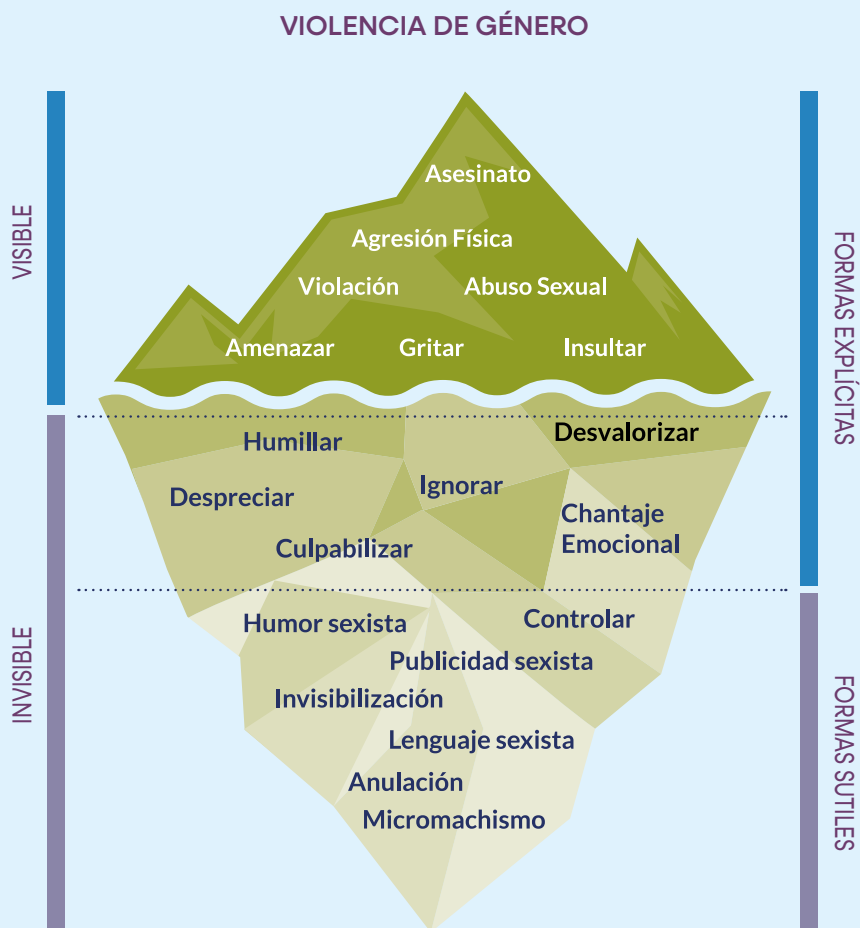 VIOLENCIA DE GÉNERO
VISIBLE
FORMAS EXPLÍCITAS
Asesinato
Agresión Física
Violación
Abuso Sexual
Amenazar
Gritar
Insultar
Humillar
Desvalorizar
Despreciar
Ignorar
Chantaje
Emocional
Culpabilizar
INVISIBLE
FORMAS SUTILES
Humor sexista
Controlar
Publicidad sexista
Invisibilización
Lenguaje sexista
Anulación
Micromachismo